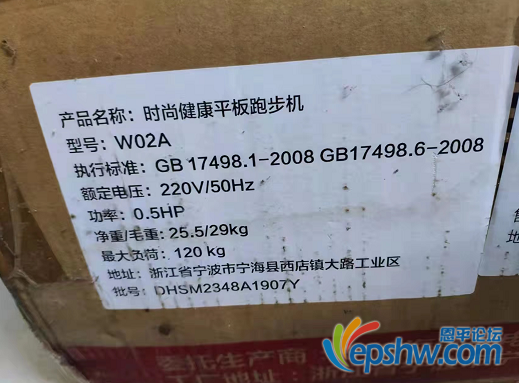 产品名称: 时尚健康平板跑步机
型号: W02A
执行标准: GB 17498.1-2008 GB17498.6-2008
额定电压: 220V/50Hz
功率: 0.5HP
净重/毛重: 25.5/29kg
最大负荷: 120 kg
地址: 浙江省宁波市宁海县西店镇大路工业区
批号: DHSM2348A1907Y
委托生产商
恩平论坛
epshw.com